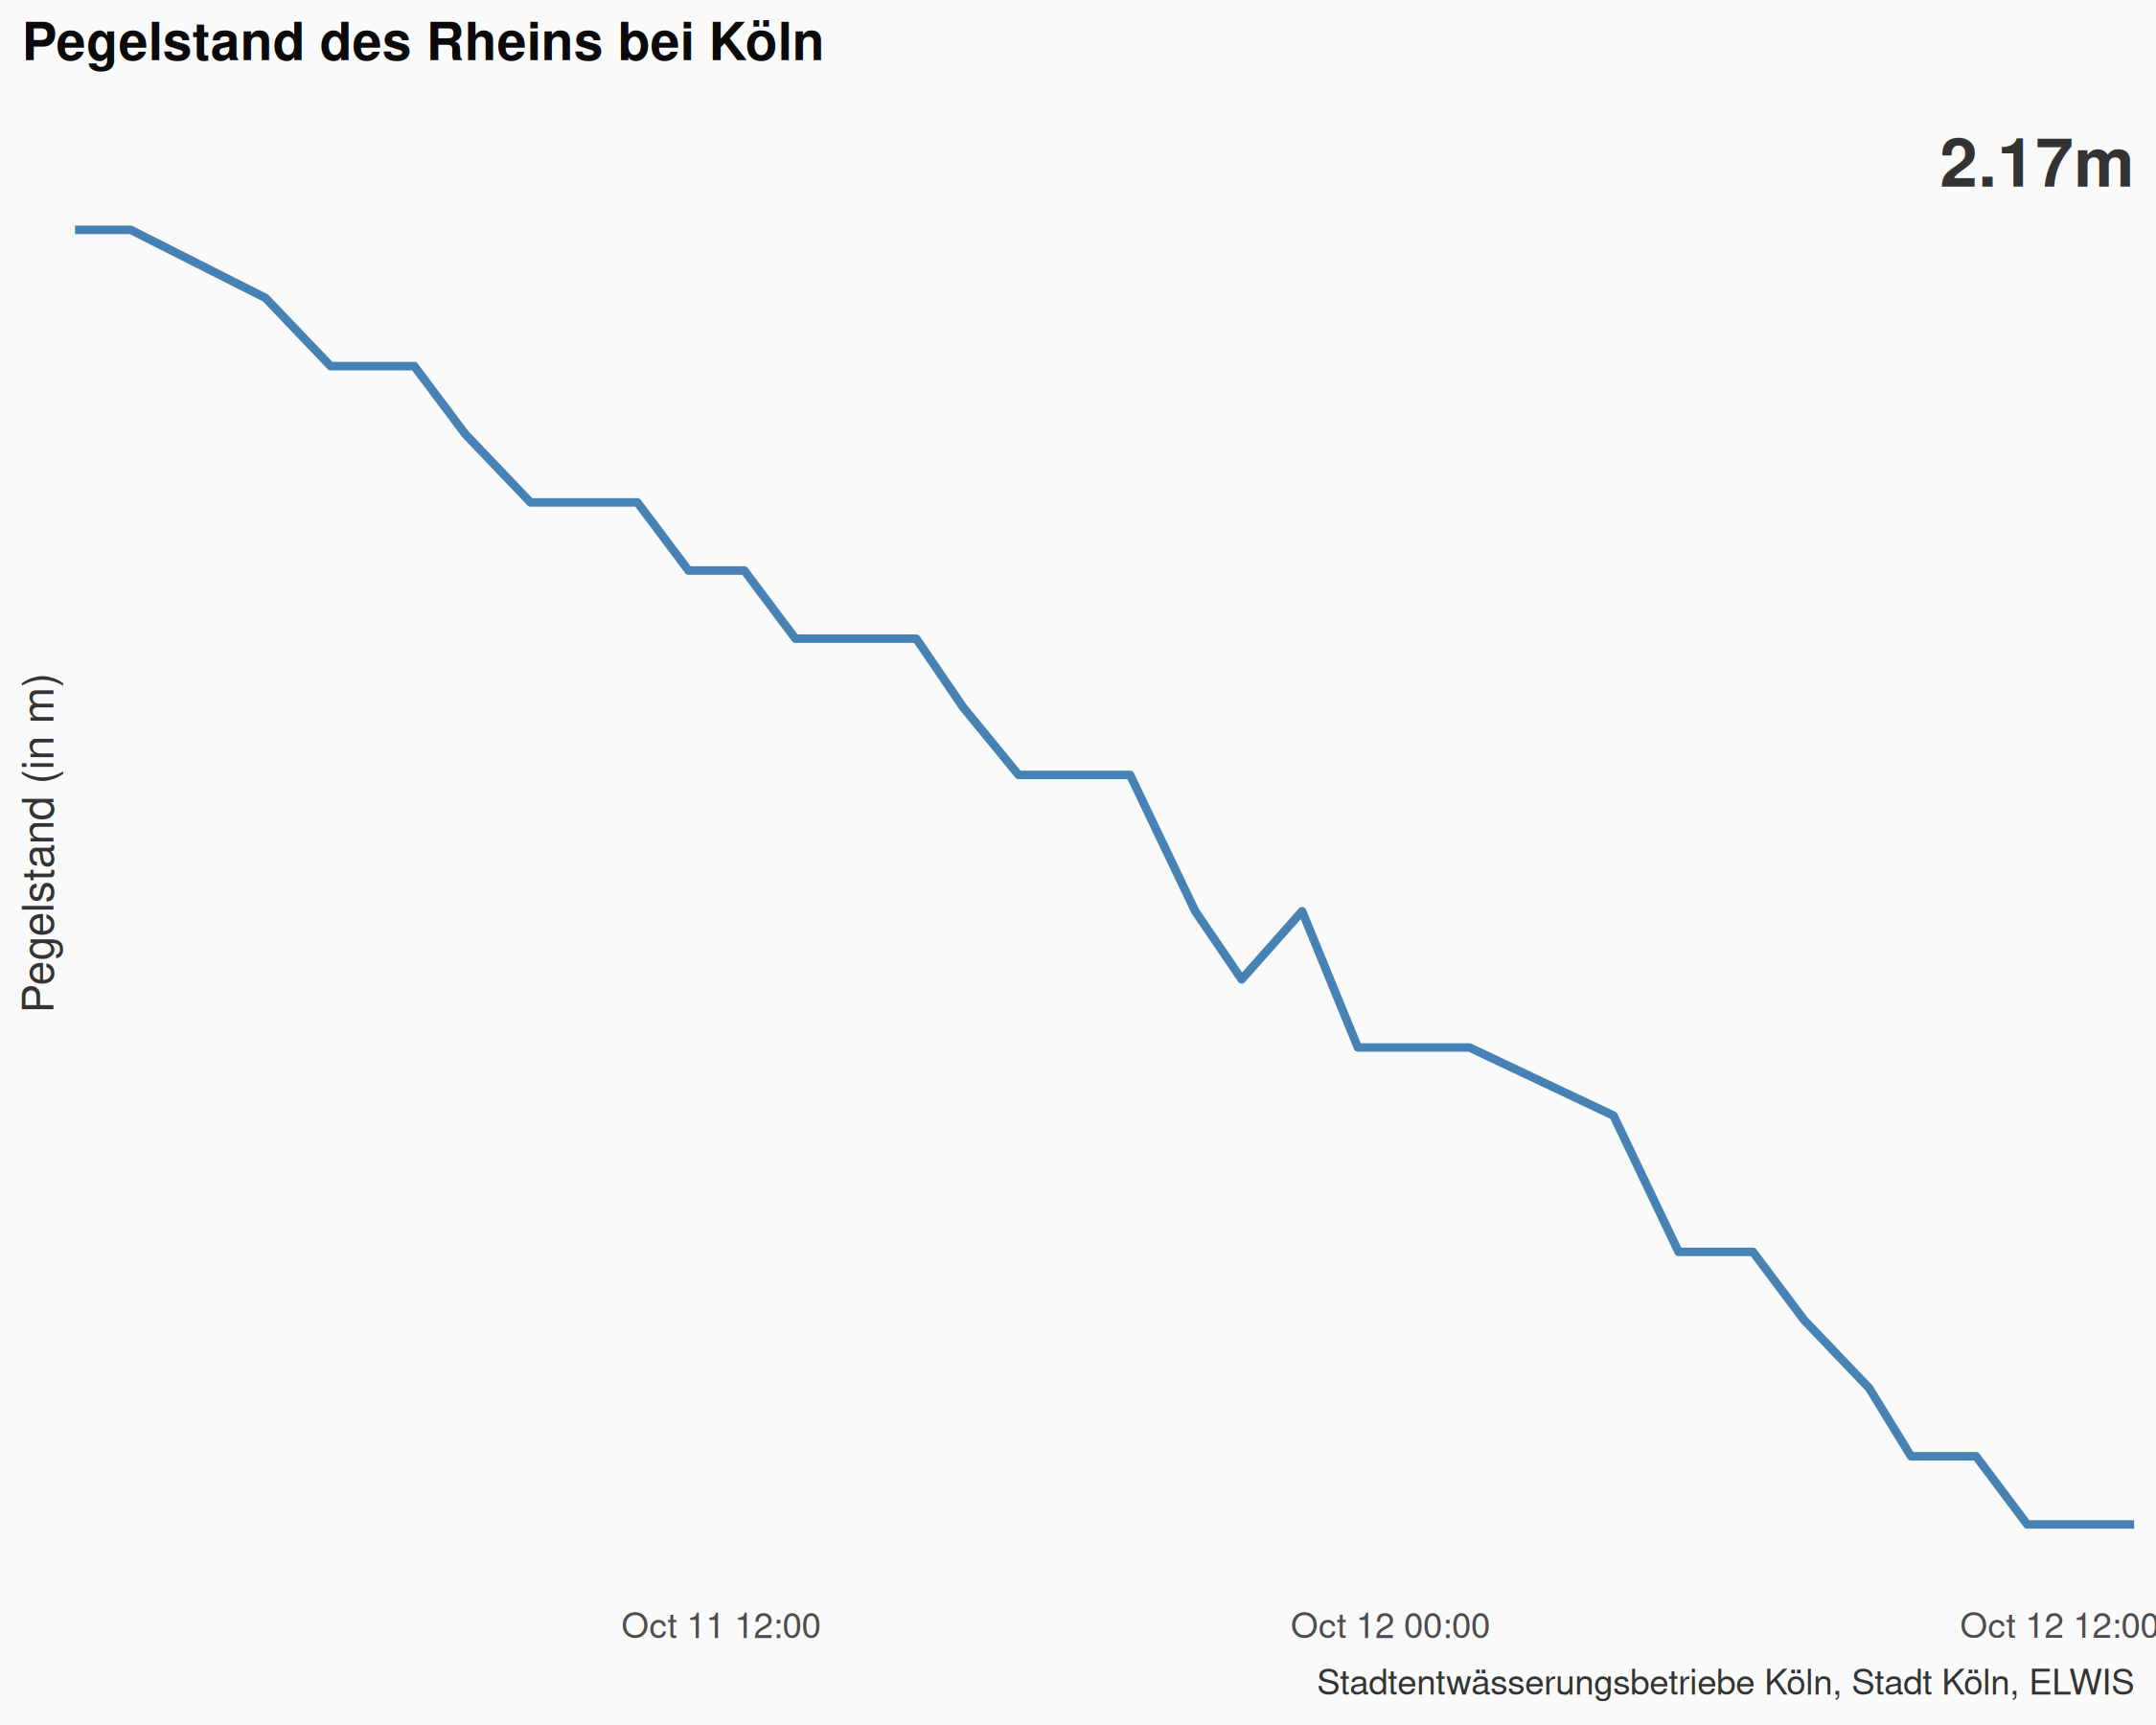 Pegelstand des Rheins bei Köln
2.17m
Pegelstand (in m)
Oct 11 12:00
Oct 12 00:00
Oct 12 12:00
Stadtentwässerungsbetriebe Köln, Stadt Köln, ELWIS